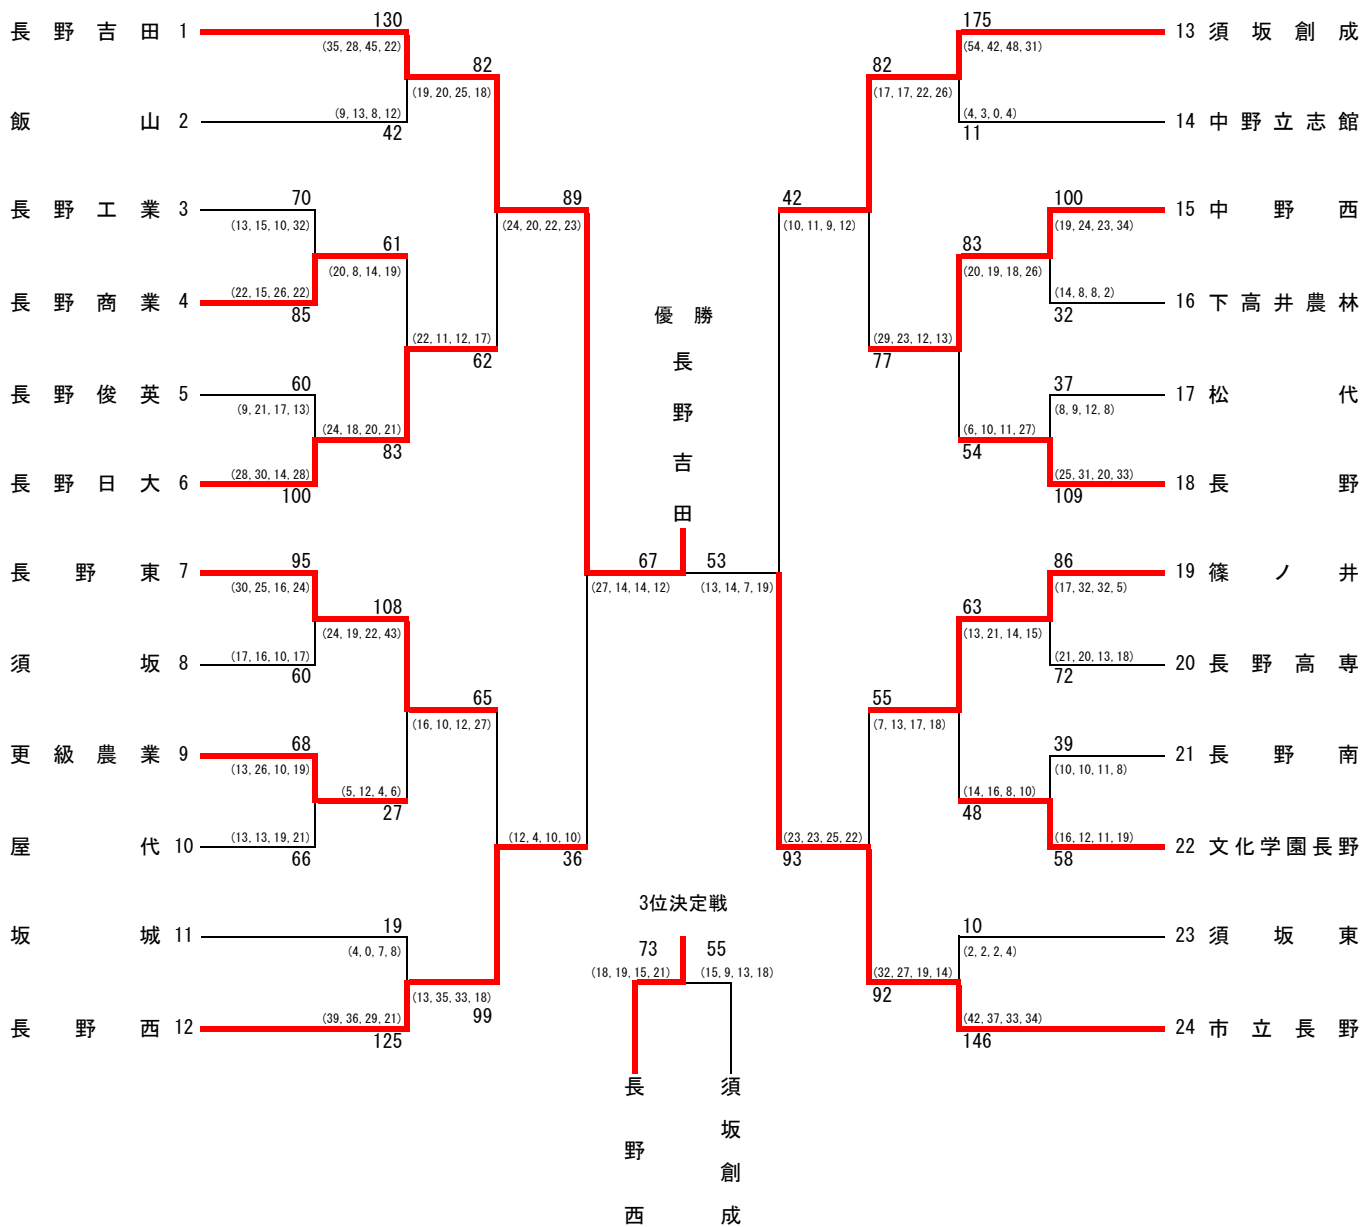 長野吉田 1
130
(35, 28, 45, 22)
82
(19, 20, 25, 18)
飯山 2
(9, 13, 8, 12)
42
長野工業 3
70
(13, 15, 10, 32)
61
(20, 8, 14, 19)
89
(24, 20, 22, 23)
長野商業 4
(22, 15, 26, 22)
85
(22, 11, 12, 17)
62
長野俊英 5
60
(9, 21, 17, 13)
(24, 18, 20, 21)
83
長野日大 6
(28, 30, 14, 28)
100
長野東 7
95
(30, 25, 16, 24)
108
(24, 19, 22, 43)
須坂 8
(17, 16, 10, 17)
60
65
(16, 10, 12, 27)
更級農業 9
68
(13, 26, 10, 19)
(5, 12, 4, 6)
27
屋代 10
(13, 13, 19, 21)
66
(12, 4, 10, 10)
36
坂城 11
19
(4, 0, 7, 8)
(13, 35, 33, 18)
99
長野西 12
(39, 36, 29, 21)
125
優勝
長野吉田
67
(27, 14, 14, 12)
53
(13, 14, 7, 19)
3位決定戦
73
(18, 19, 15, 21)
55
(15, 9, 13, 18)
長野西
須坂創成
175
(54, 42, 48, 31)
13 須坂創成
82
(17, 17, 22, 26)
(4, 3, 0, 4)
11
14 中野立志館
42
(10, 11, 9, 12)
100
(19, 24, 23, 34)
15 中野西
83
(20, 19, 18, 26)
(14, 8, 8, 2)
32
16 下高井農林
(29, 23, 12, 13)
77
37
(8, 9, 12, 8)
17 松代
(6, 10, 11, 27)
54
(25, 31, 20, 33)
109
18 長野
86
(17, 32, 32, 5)
19 篠ノ井
63
(13, 21, 14, 15)
(21, 20, 13, 18)
72
20 長野高専
55
(7, 13, 17, 18)
39
(10, 10, 11, 8)
21 長野南
(14, 16, 8, 10)
48
(16, 12, 11, 19)
58
22 文化学園長野
(23, 23, 25, 22)
93
10
(2, 2, 2, 4)
23 須坂東
(32, 27, 19, 14)
92
(42, 37, 33, 34)
146
24 市立長野